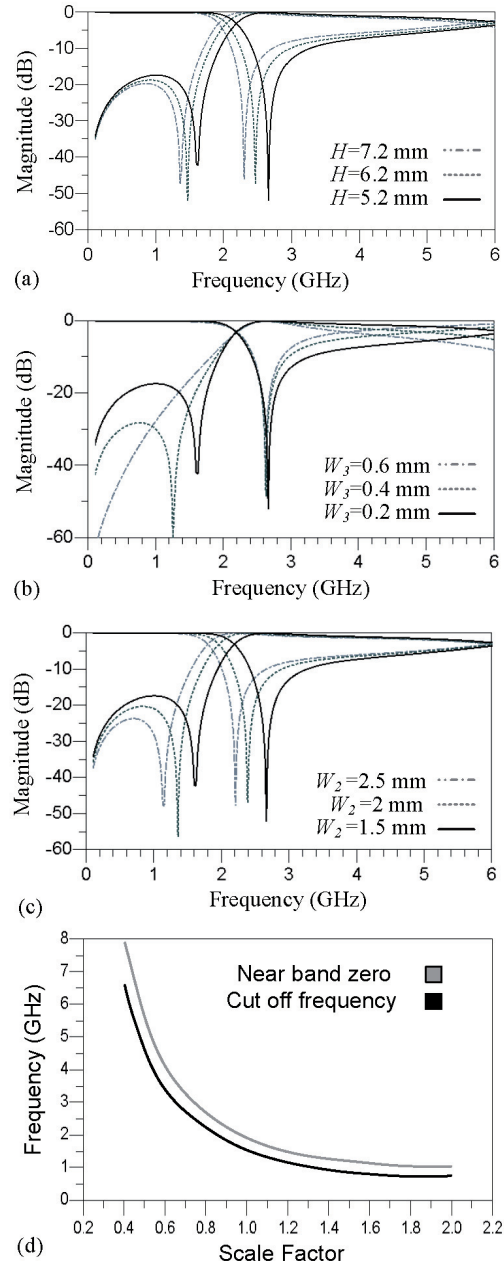 0
-10
-20
-30
-40
-50
-60
Magnitude (dB)
H=7.2 mm
H=6.2 mm
H=5.2 mm
0 1 2 3 4 5 6
(a)
Frequency (GHz)
0
-20
-40
-60
Magnitude (dB)
W3=0.6 mm
W3=0.4 mm
W3=0.2 mm
0 1 2 3 4 5 6
(b)
Frequency (GHz)
0
-10
-20
-30
-40
-50
-60
Magnitude (dB)
W2=2.5 mm
W2=2 mm
W2=1.5 mm
0 1 2 3 4 5 6
(c)
Frequency (GHz)
8
7
6
5
4
3
2
1
0
Frequency (GHz)
Near band zero
Cut off frequency
0.2 0.4 0.6 0.8 1.0 1.2 1.4 1.6 1.8 2.0 2.2
(d)
Scale Factor